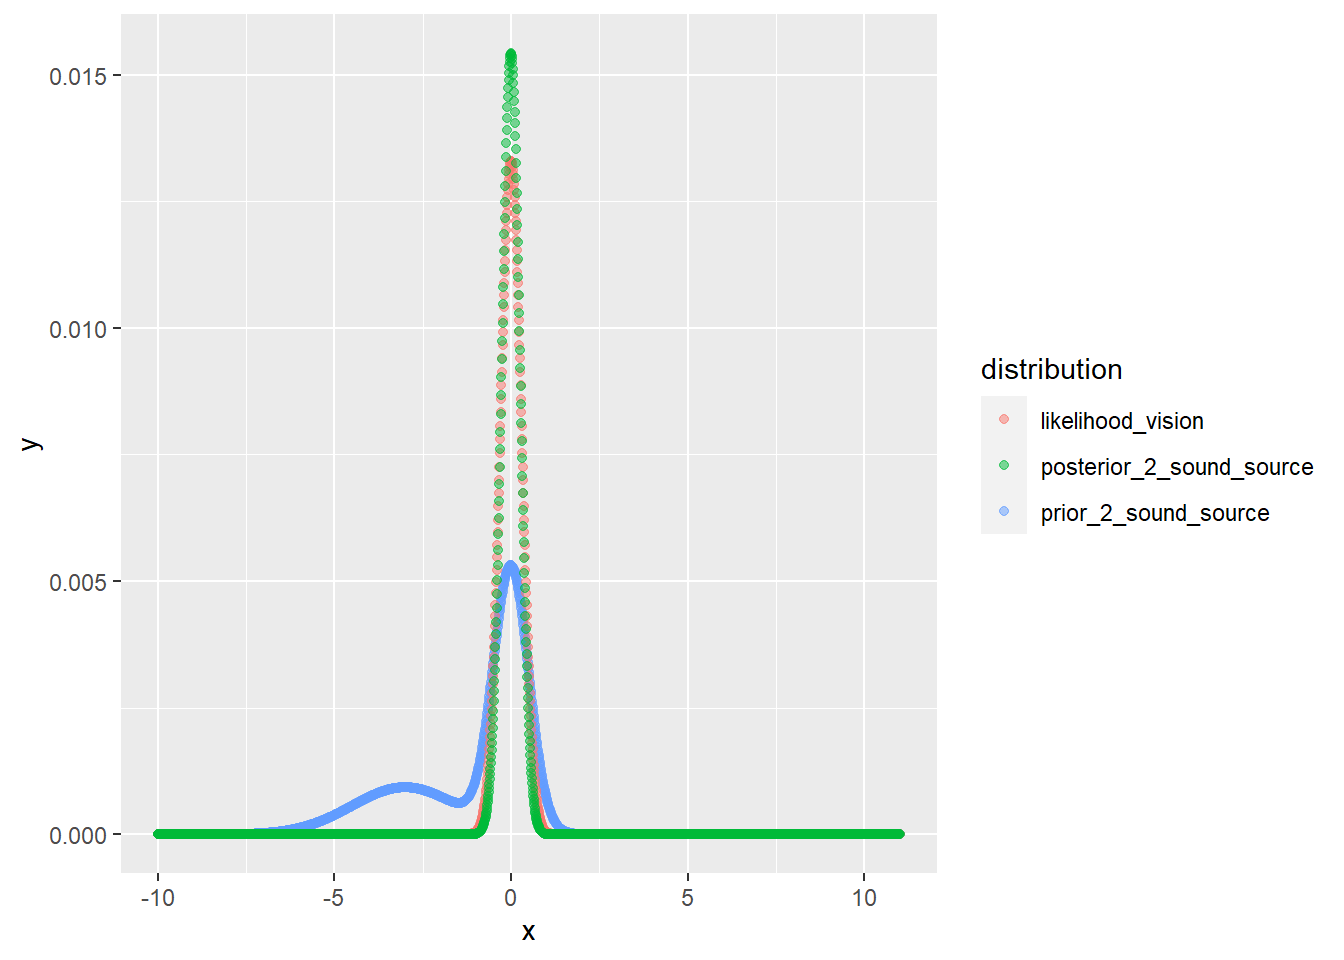 0.015
0.010
0.005
0.000
y
-10
-5
0
5
10
x
distribution
likelihood_vision
posterior_2_sound_source
prior_2_sound_source